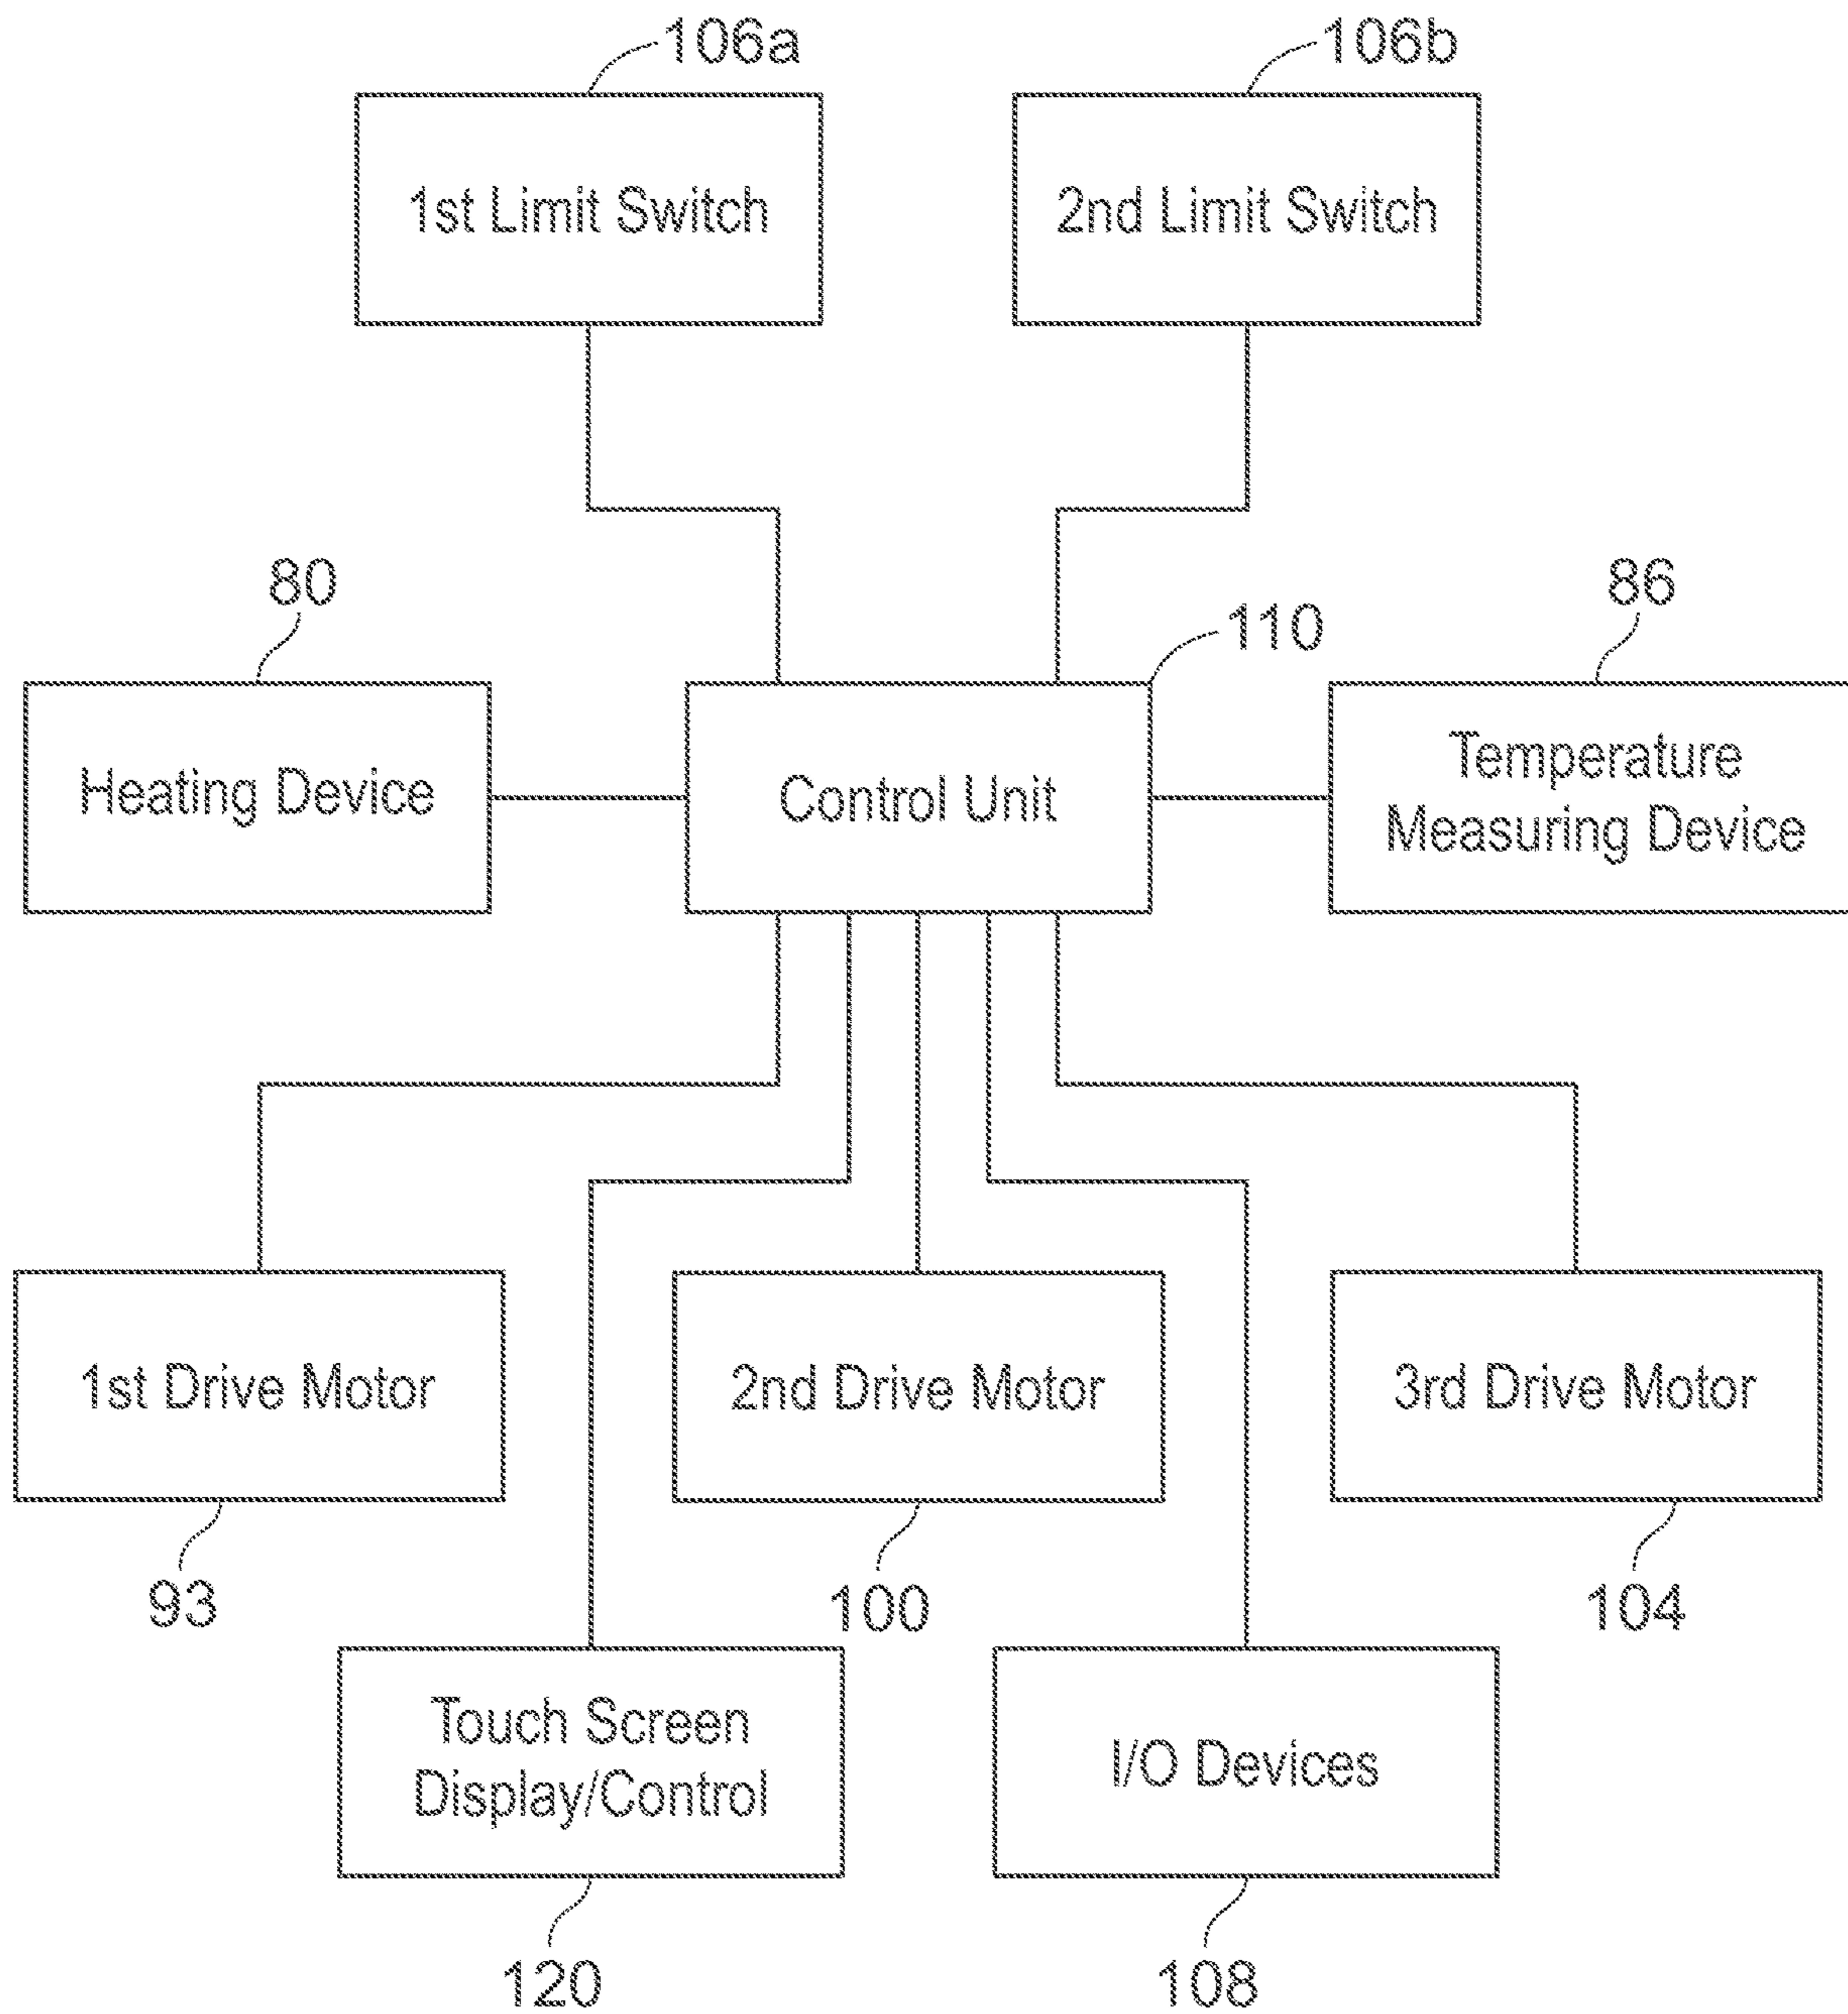 106a
106b
1st Limit Switch
2nd Limit Switch
80
86
110
Heating Device
Control Unit
Temperature
Measuring Device
1st Drive Motor
2nd Drive Motor
3rd Drive Motor
93
100
104
Touch Screen
Display/Control
I/O Devices
120
108